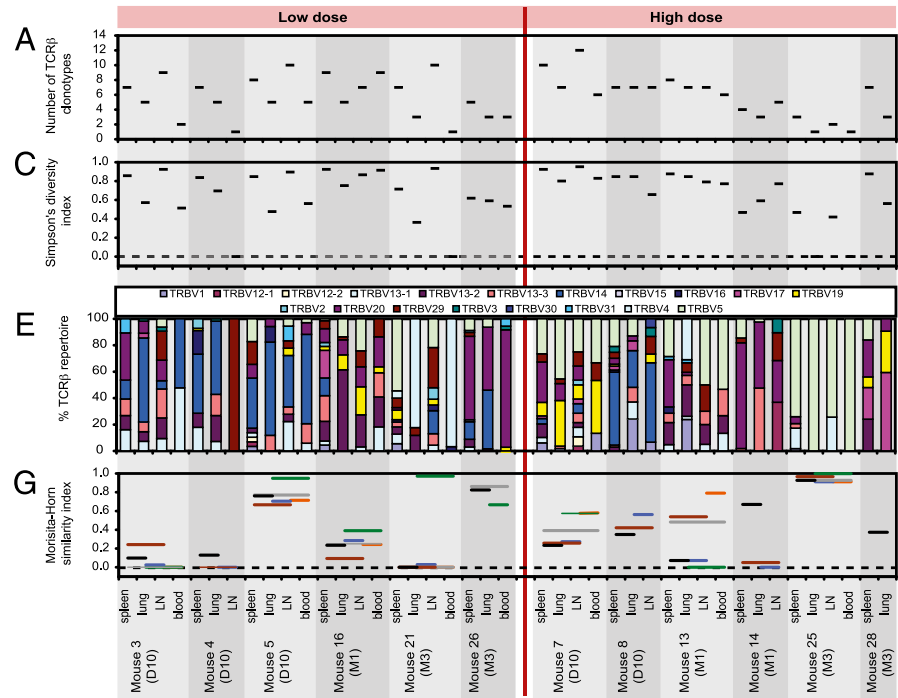 Low dose High dose
A
Number of TCRβ
clonotypes
14
12
10
8
6
4
2
0
C
Simpson's diversity
index
1.0
0.8
0.6
0.4
0.2
0.0
TRBV1 TRBV12-1 TRBV12-2 TRBV13-1 TRBV13-2 TRBV13-3 TRBV14 TRBV15 TRBV16 TRBV17 TRBV19
TRBV2 TRBV20 TRBV29 TRBV3 TRBV30 TRBV31 TRBV4 TRBV5
E
% TCRβ repertoire
100
80
60
40
20
0
G
Morisita-Horn
similarity index
1.0
0.8
0.6
0.4
0.2
0.0
spleen lung LN blood spleen lung LN spleen lung LN blood spleen lung LN blood spleen lung LN blood spleen lung blood spleen lung LN blood spleen lung LN spleen lung LN blood spleen lung LN spleen lung LN blood spleen lung
Mouse 3 Mouse 4 Mouse 5 Mouse 16 Mouse 21 Mouse 26 Mouse 7 Mouse 8 Mouse 13 Mouse 14 Mouse 25 Mouse 28
(D10) (D10) (D10) (M1) (M3) (M3) (D10) (D10) (M1) (M1) (M3) (M3)